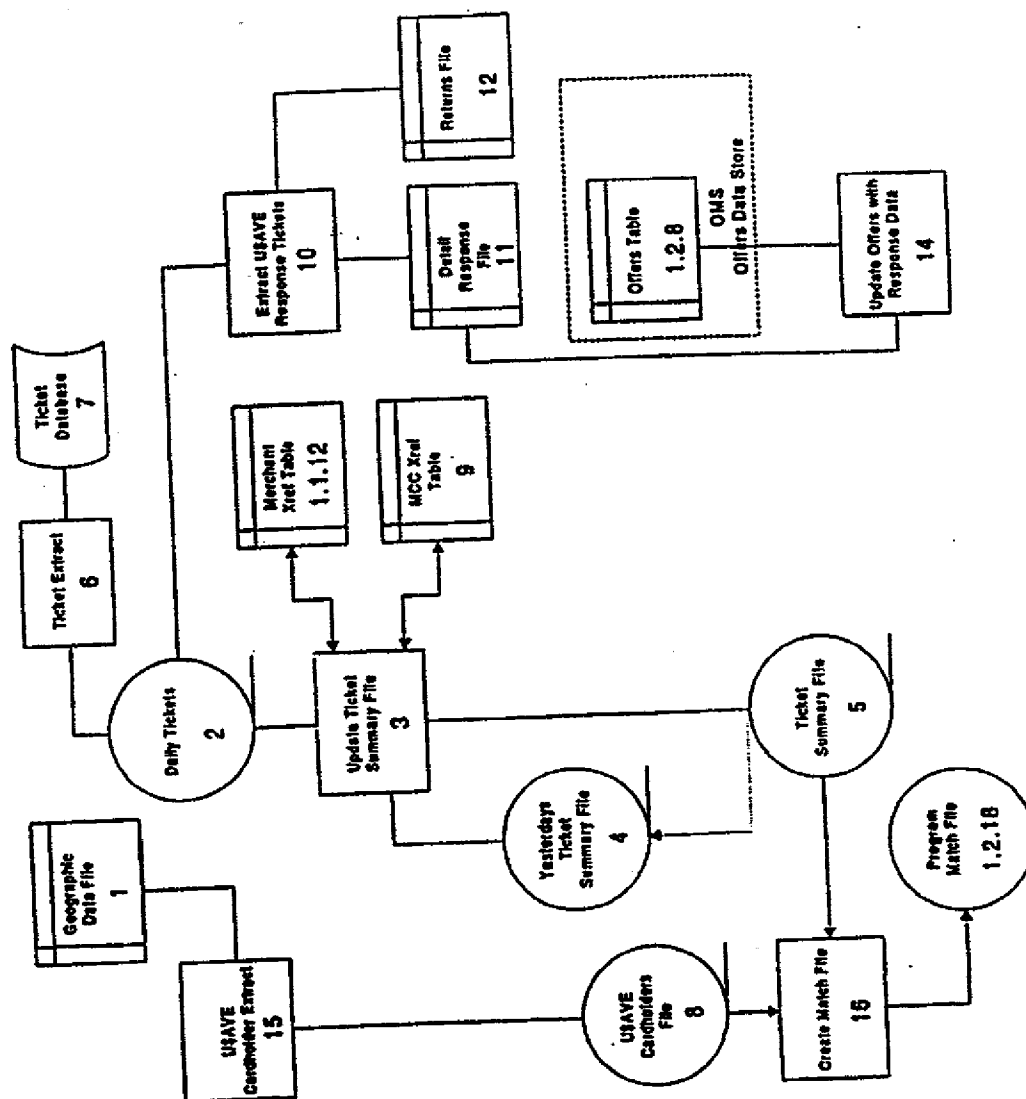 Geographic
Data File
1
U$AVE
Cardholder Extract
15
U$AVE
Cardholders
File
8
Create Match File
16
Program
Match File
1.2.18
Ticket Extract
6
Ticket
Database
7
Daily Tickets
2
Update Ticket
Summary File
3
Yesterdays
Ticket
Summary File
4
Ticket
Summary File
5
Merchant
Xref Table
1.1.12
MCC Xref
Table
9
Extract U$AVE
Response Tickets
10
Detail
Response
File
11
Returns File
12
Offers Table
1.2.8
OMS
Offers Data Store
Update Offers with
Response Data
14